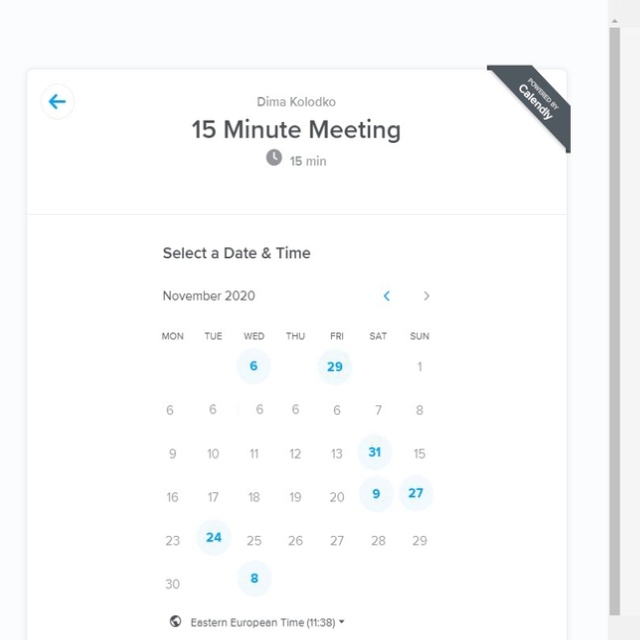 POWERED BY
Calendly
Dima Kolodko
15 Minute Meeting
15 min
Select a Date & Time
November 2020
MON TUE WED THU FRI SAT SUN
6 29 1
6 6 6 6 6 7 8
9 10 11 12 13 31 15
16 17 18 19 20 9 27
23 24 25 26 27 28 29
30 8
Eastern European Time (11:38)